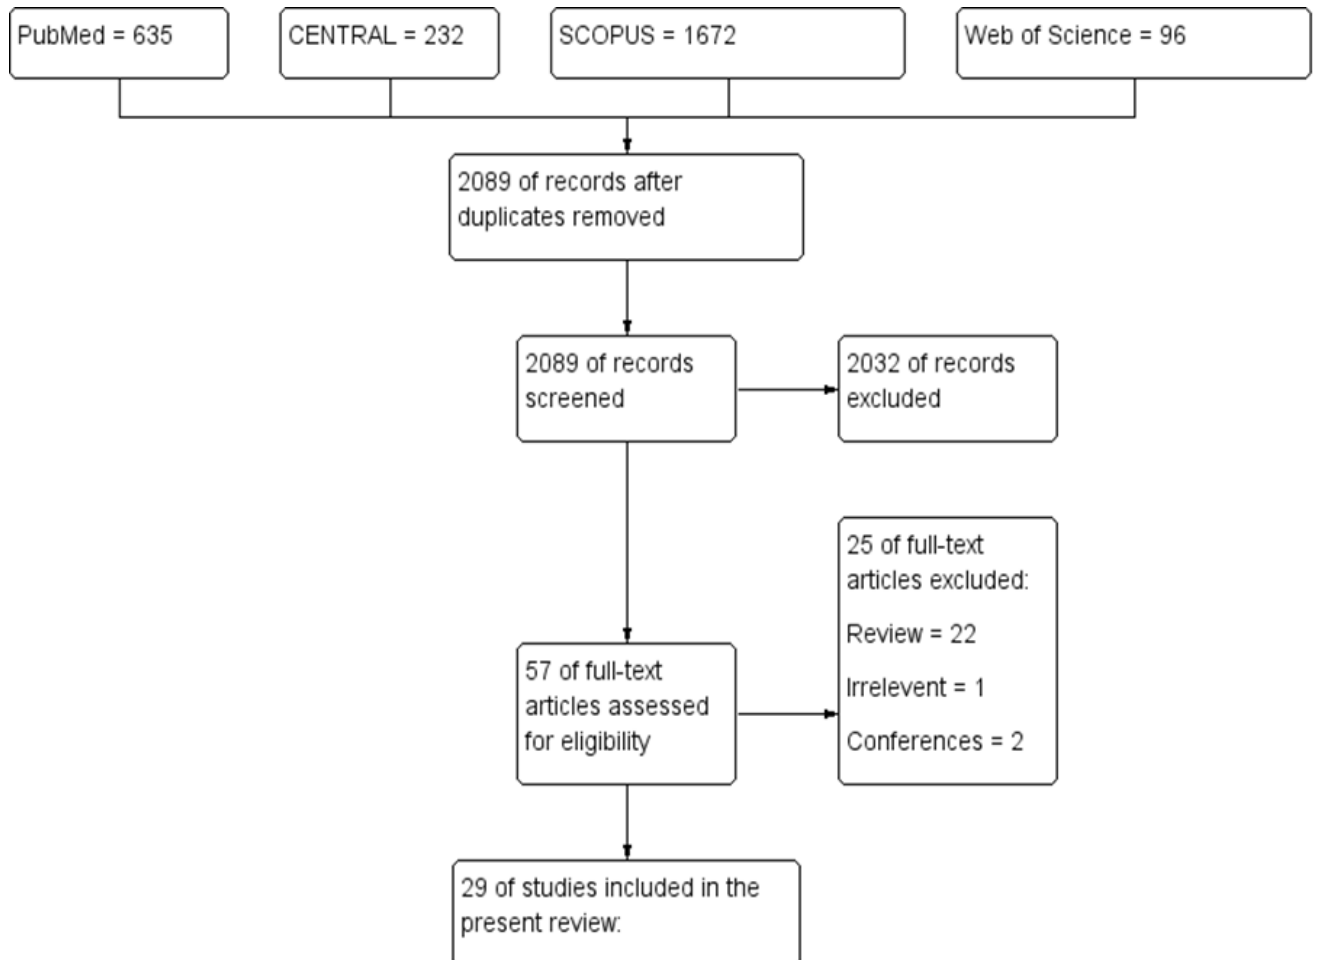 PubMed = 635
CENTRAL = 232
SCOPUS = 1672
Web of Science = 96
2089 of records after
duplicates removed
2089 of records
screened
2032 of records
excluded
25 of full-text
articles excluded:
Review = 22
Irrelevent = 1
Conferences = 2
57 of full-text
articles assessed
for eligibility
29 of studies included in the
present review: